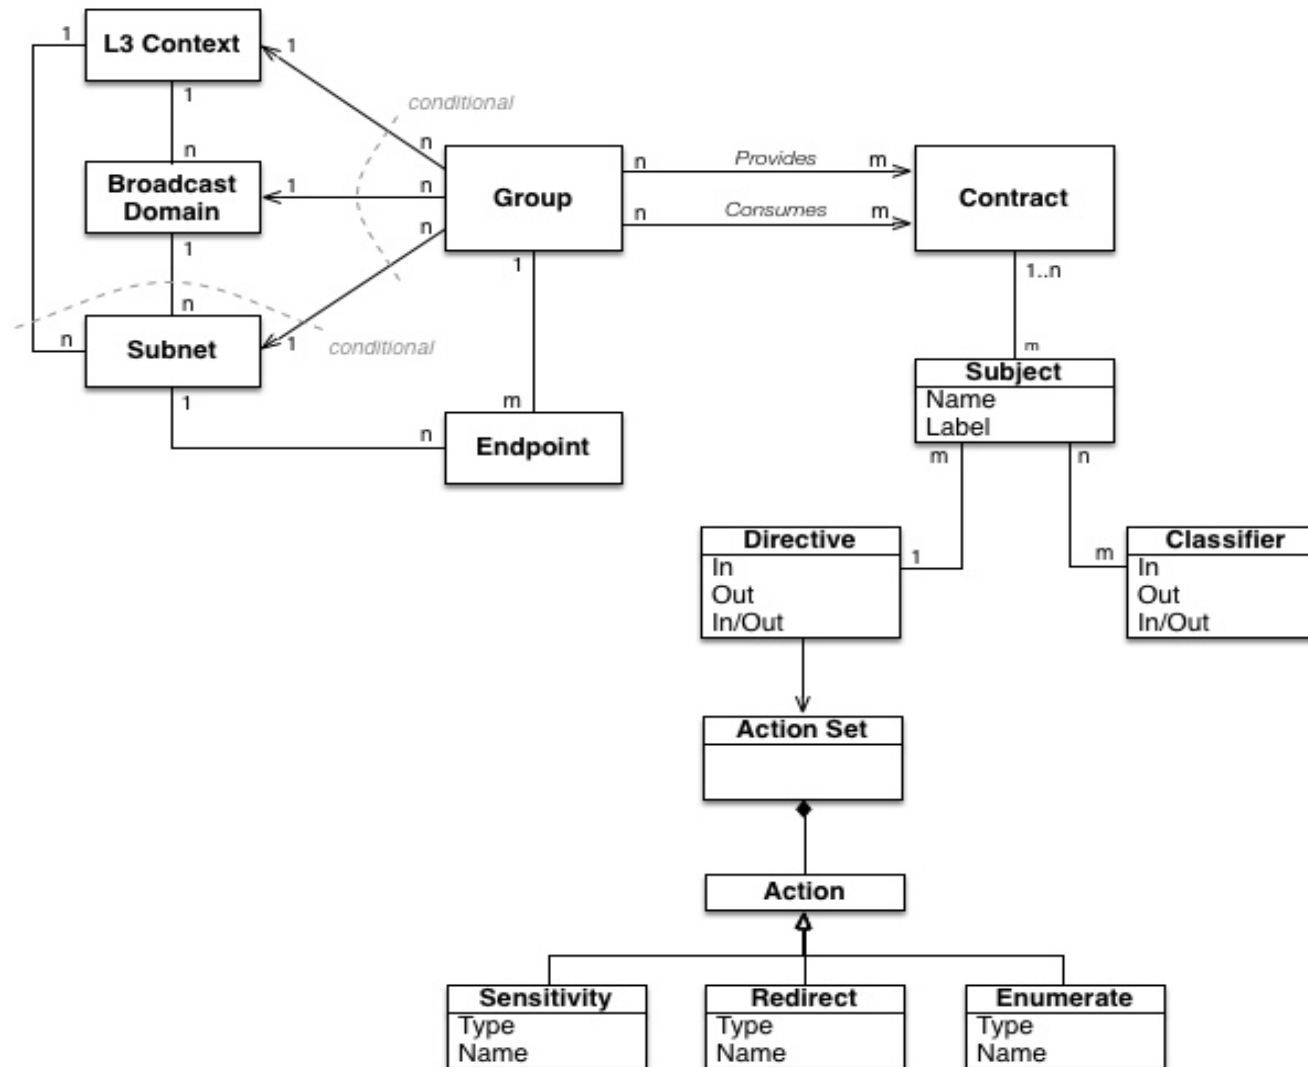 1
L3 Context
1
1
conditional
n
n
Broadcast
Domain
1
n
Group
n
Provides
m
n
Consumes
m
Contract
1
n
1
1..n
n
n
Subnet
1
conditional
1
m
n
Endpoint
m
Subject
Name
Label
m
n
Directive
In
Out
In/Out
1
m
Classifier
In
Out
In/Out
Action Set
Action
Sensitivity
Type
Name
Redirect
Type
Name
Enumerate
Type
Name